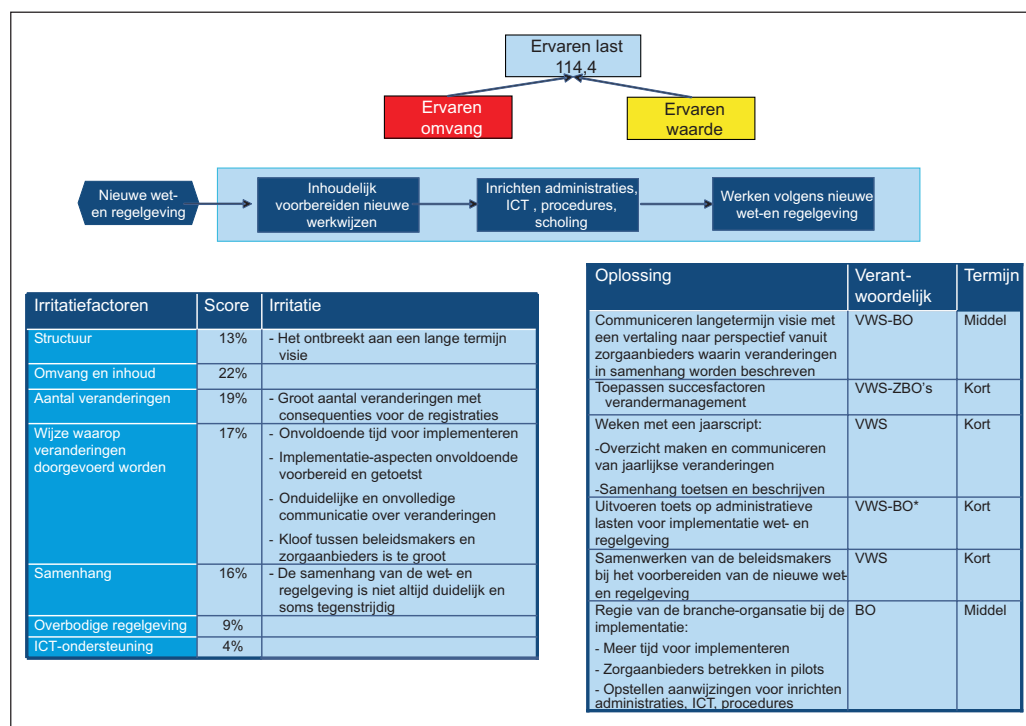 Ervaren last
114,4
Ervaren
omvang
Ervaren
waarde
Nieuwe wet-
en regelgeving
Inhoudelijk
voorbereiden nieuwe
werkwijzen
Inrichten administraties,
ICT , procedures,
scholing
Werken volgens nieuwe
wet-en regelgeving
Irritatiefactoren Score Irritatie
Structuur 13% - Het ontbreekt aan een lange termijn
visie
Omvang en inhoud 22%
Aantal veranderingen 19% - Groot aantal veranderingen met
consequenties voor de registraties
Wijze waarop 17% - Onvoldoende tijd voor implementeren
veranderingen
doorgevoerd worden
- Implementatie-aspecten onvoldoende
voorbereid en getoetst
- Onduidelijke en onvolledige
communicatie over veranderingen
- Kloof tussen beleidsmakers en
zorgaanbieders is te groot
Samenhang 16% - De samenhang van de wet- en
regelgeving is niet altijd duidelijk en
soms tegenstrijdig
Overbodige regelgeving 9%
ICT-ondersteuning 4%
Oplossing Verant- Termijn
woordelijk
Communiceren langetermijn visie met VWS-BO Middel
een vertaling naar perspectief vanuit
zorgaanbieders waarin veranderingen
in samenhang worden beschreven
Toepassen succesfactoren VWS-ZBO's Kort
verandermanagement
Weken met een jaarscript: VWS Kort
-Overzicht maken en communiceren
van jaarlijkse veranderingen
-Samenhang toetsen en beschrijven
Uitvoeren toets op administratieve VWS-BO* Kort
lasten voor implementatie wet- en
regelgeving
Samenwerken van de beleidsmakers VWS Kort
bij het voorbereiden van de nieuwe wet-
en regelgeving
Regie van de branche-organsatie bij de BO Middel
implementatie:
- Meer tijd voor implementeren
- Zorgaanbieders betrekken in pilots
- Opstellen aanwijzingen voor inrichten
administraties, ICT, procedures